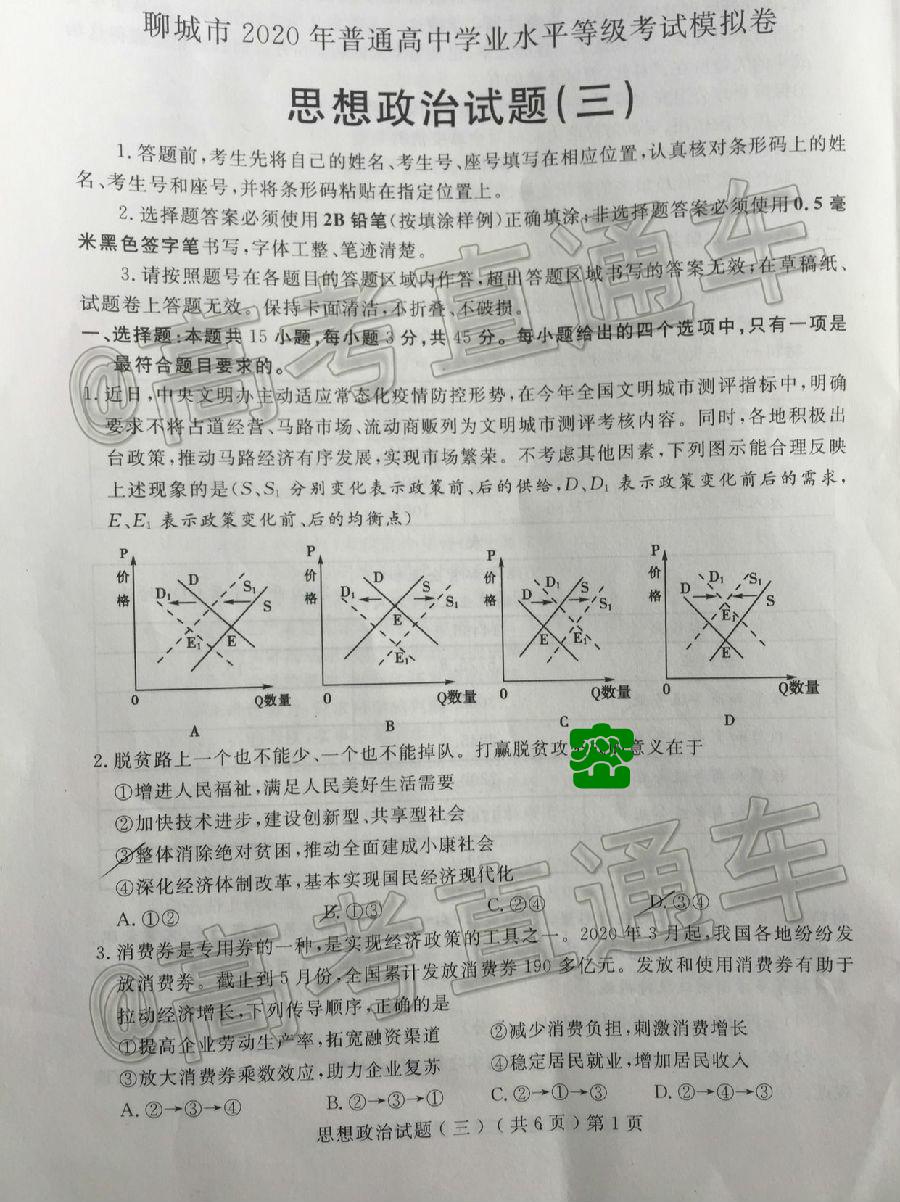 聊城市 2020 年普通高中学业水平等级考试模拟卷
思想政治试题(三)
1.答题前,考生先将自己的姓名、考生号、座号填写在相应位置,认真核对条形码上的姓
名、考生号和座号,并将条形码粘贴在指定位置上。
2.选择题答案必须使用 2B 铅笔(按填涂样例)正确填涂;非选择题答案必须使用 0.5 毫
米黑色签字笔书写,字体工整、笔迹清楚。
3.请按照题号在各题目的答题区域内作答,超出答题区域书写的答案无效;在草稿纸、
试题卷上答题无效。保持卡面清洁,不折叠、不破损。
@高考直通车
一、选择题:本题共 15 小题,每小题 3 分,共 45 分。每小题给出的四个选项中,只有一项是
最符合题目要求的。
1.近日,中央文明办主动适应常态化疫情防控形势,在今年全国文明城市测评指标中,明确
要求不将占道经营、马路市场、流动商贩列为文明城市测评考核内容。同时,各地积极出
台政策,推动马路经济有序发展,实现市场繁荣。不考虑其他因素,下列图示能合理反映
上述现象的是(S、S₁ 分别变化表示政策前、后的供给,D、D₁ 表示政策变化前后的需求,
E、E₁ 表示政策变化前、后的均衡点)
P 价格 D₁ D S₁ S E₁ E 0 Q数量
A
P 价格 D₁ D S S₁ E E₁ 0 Q数量
B
P 价格 D D₁ S S₁ E E₁ 0 Q数量
C
P 价格 D D₁ S₁ S E₁ E 0 Q数量
D
2.脱贫路上一个也不能少、一个也不能掉队。打赢脱贫攻意义在于
①增进人民福祉,满足人民美好生活需要
②加快技术进步,建设创新型、共享型社会
③整体消除绝对贫困,推动全面建成小康社会
④深化经济体制改革,基本实现国民经济现代化
A.①② B.①③ C.②④ D.③④
@高考直通车
3.消费券是专用券的一种,是实现经济政策的工具之一。2020 年 3 月起,我国各地纷纷发
放消费券。截止到 5 月份,全国累计发放消费券 190 多亿元。发放和使用消费券有助于
拉动经济增长,下列传导顺序,正确的是
①提高企业劳动生产率,拓宽融资渠道 ②减少消费负担,刺激消费增长
③放大消费券乘数效应,助力企业复苏 ④稳定居民就业,增加居民收入
A.②→③→④ B.②→③→① C.②→①→③ D.②→④→③
思想政治试题(三)(共 6 页)第 1 页